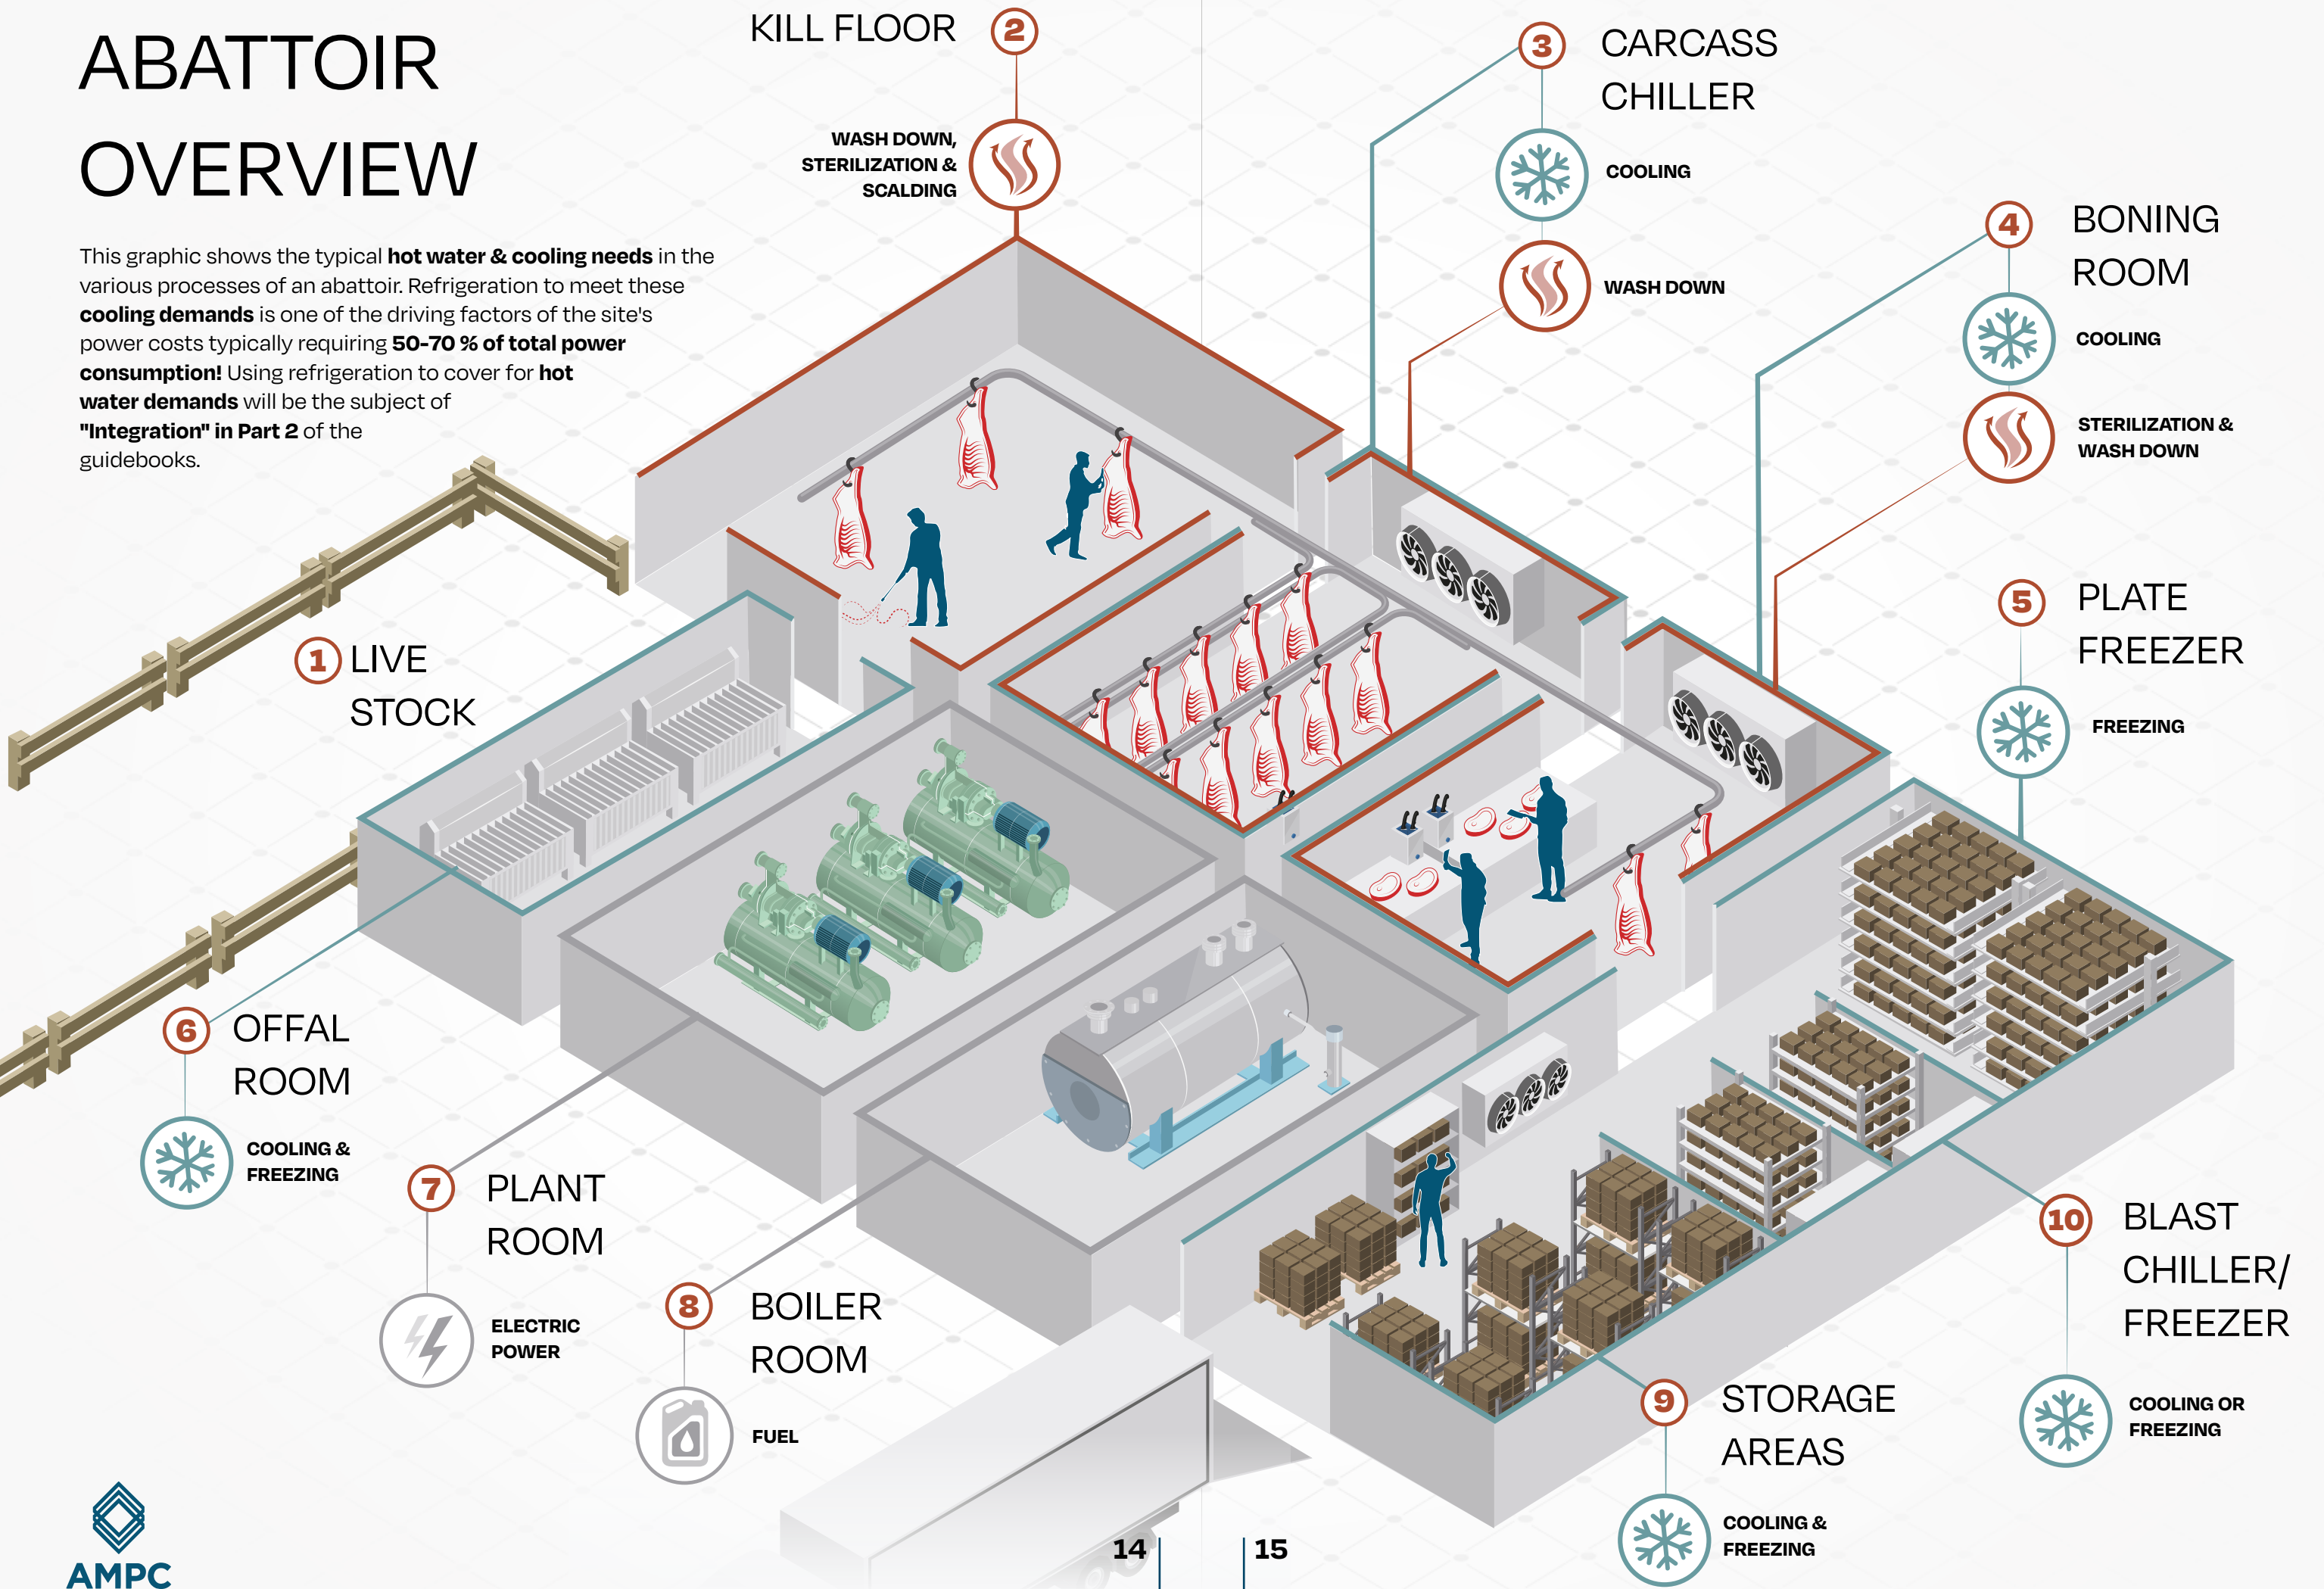 ABATTOIR
OVERVIEW
This graphic shows the typical hot water & cooling needs in the
various processes of an abattoir. Refrigeration to meet these
cooling demands is one of the driving factors of the site's
power costs typically requiring 50-70 % of total power
consumption! Using refrigeration to cover for hot
water demands will be the subject of
"Integration" in Part 2 of the
guidebooks.
KILL FLOOR
2
WASH DOWN,
STERILIZATION &
SCALDING
3
CARCASS
CHILLER
COOLING
WASH DOWN
4
BONING
ROOM
COOLING
STERILIZATION &
WASH DOWN
5
PLATE
FREEZER
FREEZING
1
LIVE
STOCK
6
OFFAL
ROOM
COOLING &
FREEZING
7
PLANT
ROOM
ELECTRIC
POWER
8
BOILER
ROOM
FUEL
9
STORAGE
AREAS
COOLING &
FREEZING
10
BLAST
CHILLER/
FREEZER
COOLING OR
FREEZING
AMPC
14
15